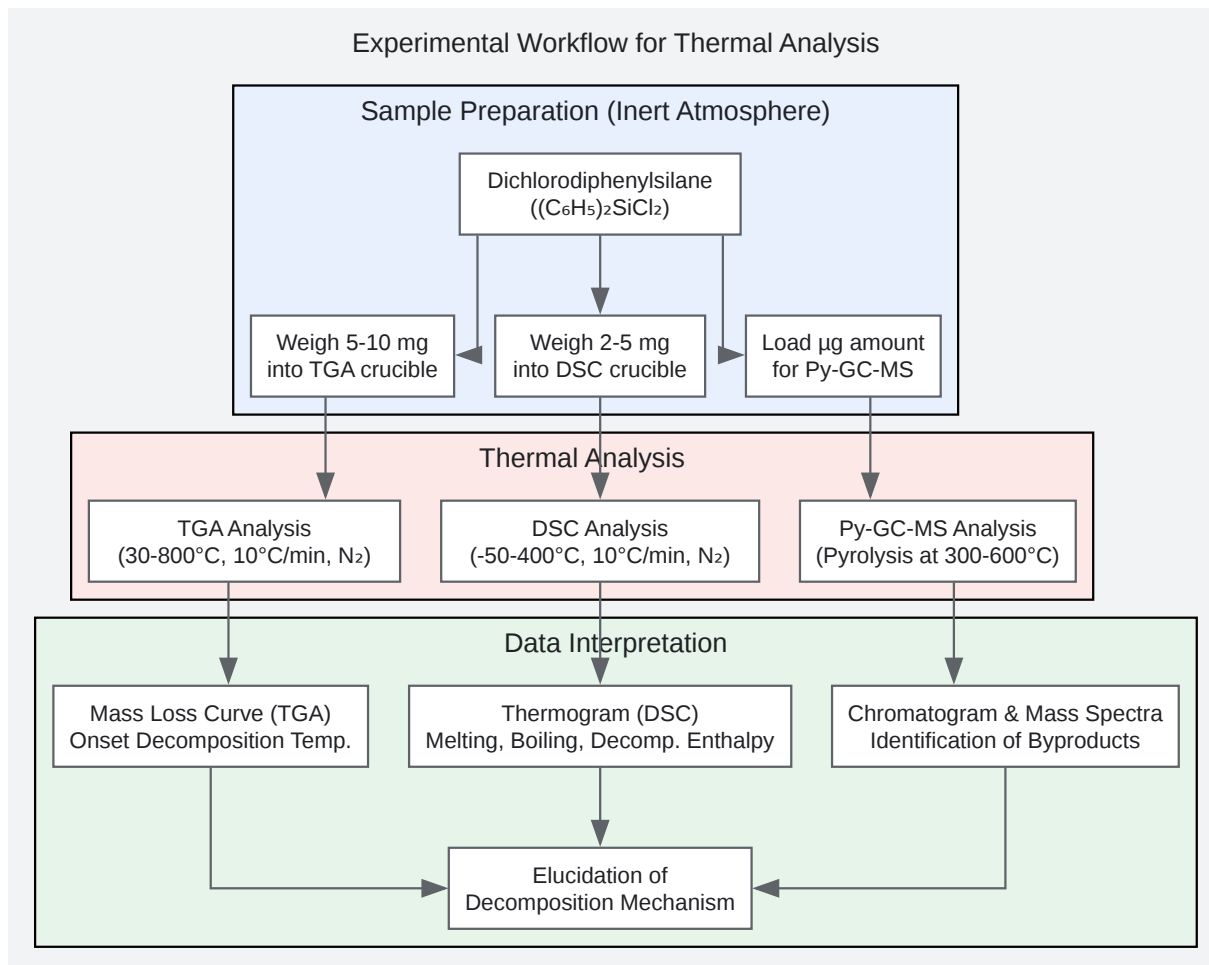 Experimental Workflow for Thermal Analysis
Sample Preparation (Inert Atmosphere)
Dichlorodiphenylsilane
((C₆H₅)₂SiCl₂)
Weigh 5-10 mg
into TGA crucible
Weigh 2-5 mg
into DSC crucible
Load µg amount
for Py-GC-MS
Thermal Analysis
TGA Analysis
(30-800°C, 10°C/min, N₂)
DSC Analysis
(-50-400°C, 10°C/min, N₂)
Py-GC-MS Analysis
(Pyrolysis at 300-600°C)
Data Interpretation
Mass Loss Curve (TGA)
Onset Decomposition Temp.
Thermogram (DSC)
Melting, Boiling, Decomp. Enthalpy
Chromatogram & Mass Spectra
Identification of Byproducts
Elucidation of
Decomposition Mechanism